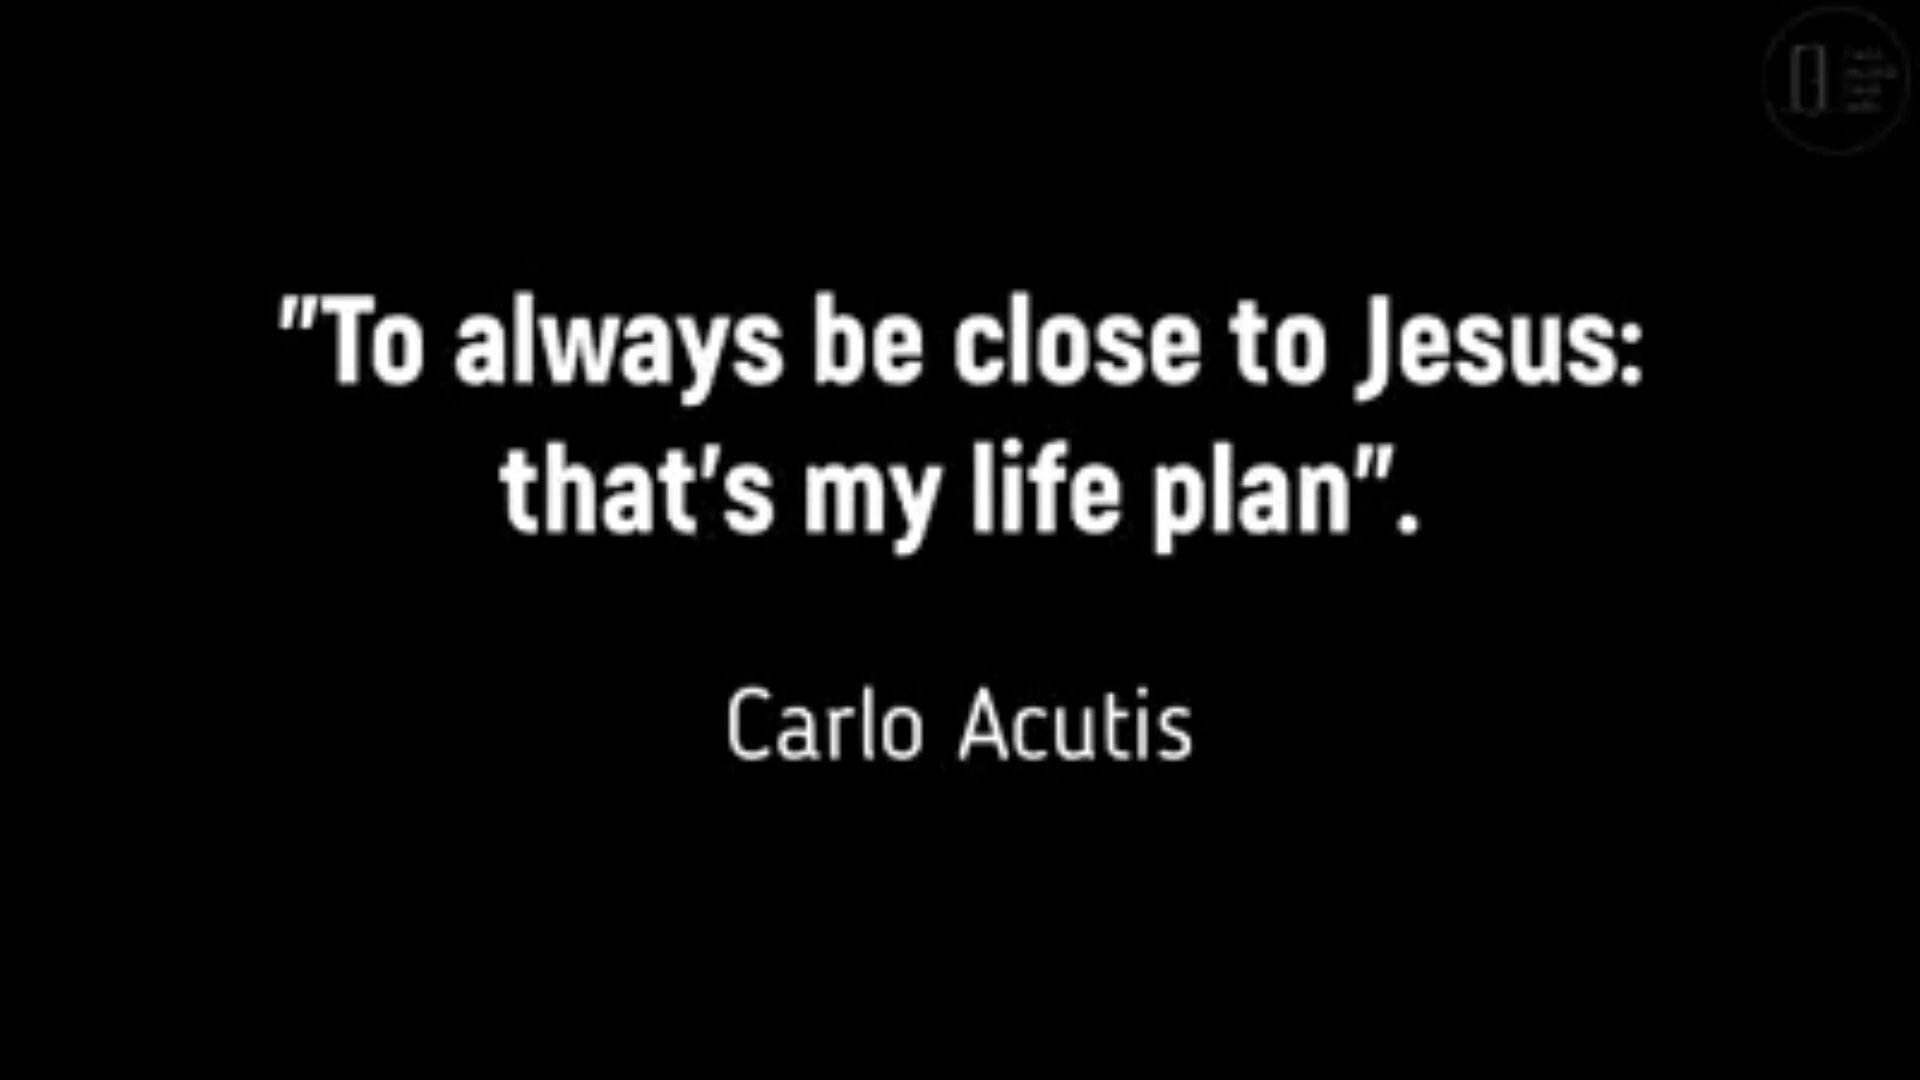 "To always be close to Jesus:
that's my life plan".
Carlo Acutis